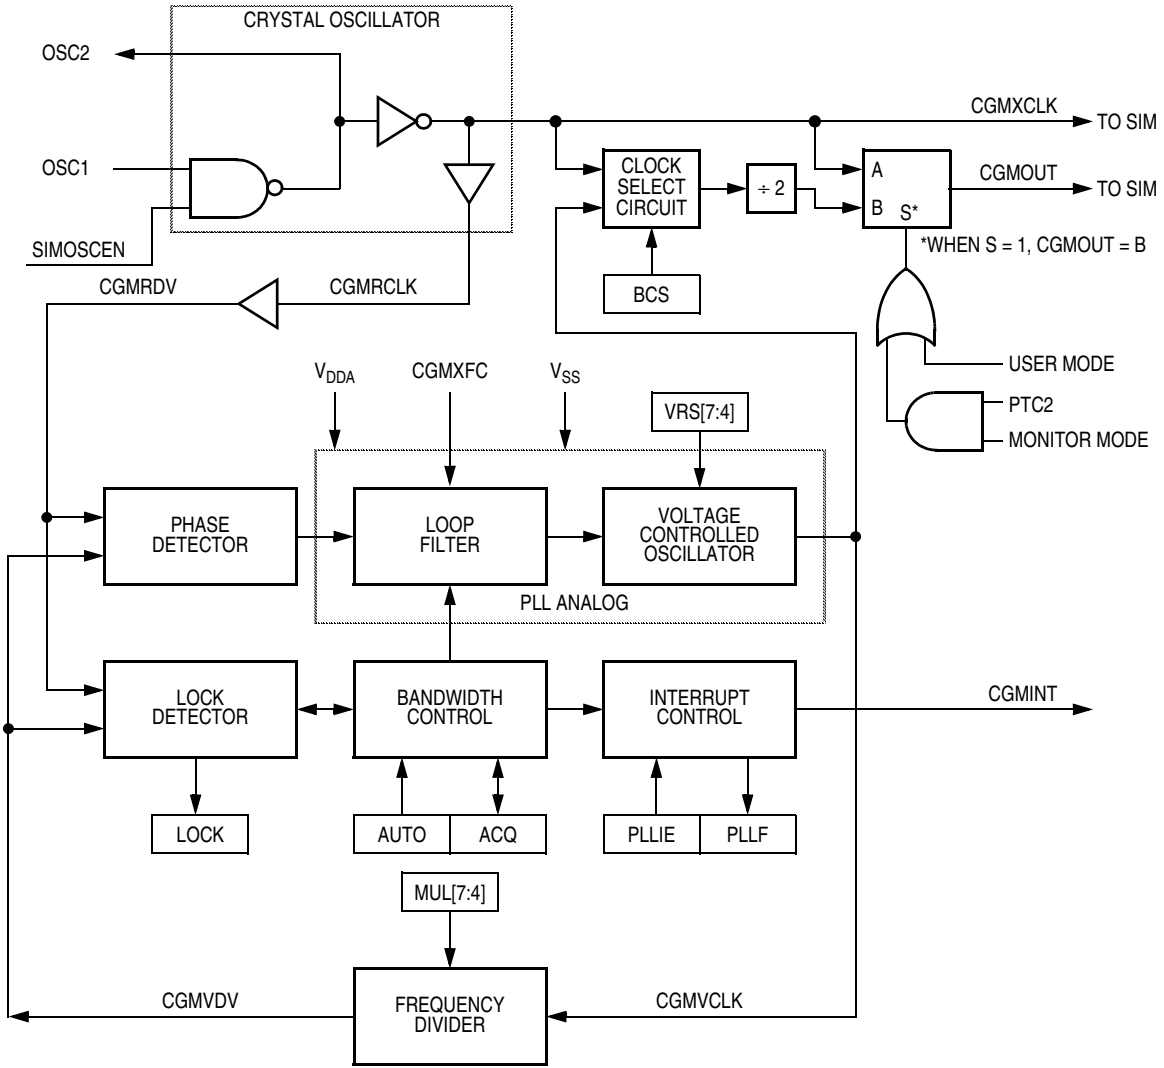 CRYSTAL OSCILLATOR
OSC2
CGMXCLK
TO SIM
OSC1
CLOCK
SELECT
CIRCUIT
÷ 2
A
B
S*
CGMOUT
TO SIM
SIMOSCEN
*WHEN S = 1, CGMOUT = B
CGMRDV
CGMRCLK
BCS
VDDA
CGMXFC
VSS
VRS[7:4]
USER MODE
PTC2
MONITOR MODE
PHASE
DETECTOR
LOOP
FILTER
VOLTAGE
CONTROLLED
OSCILLATOR
PLL ANALOG
LOCK
DETECTOR
BANDWIDTH
CONTROL
INTERRUPT
CONTROL
CGMINT
LOCK
AUTO
ACQ
PLLIE
PLLF
MUL[7:4]
CGMVDV
FREQUENCY
DIVIDER
CGMVCLK